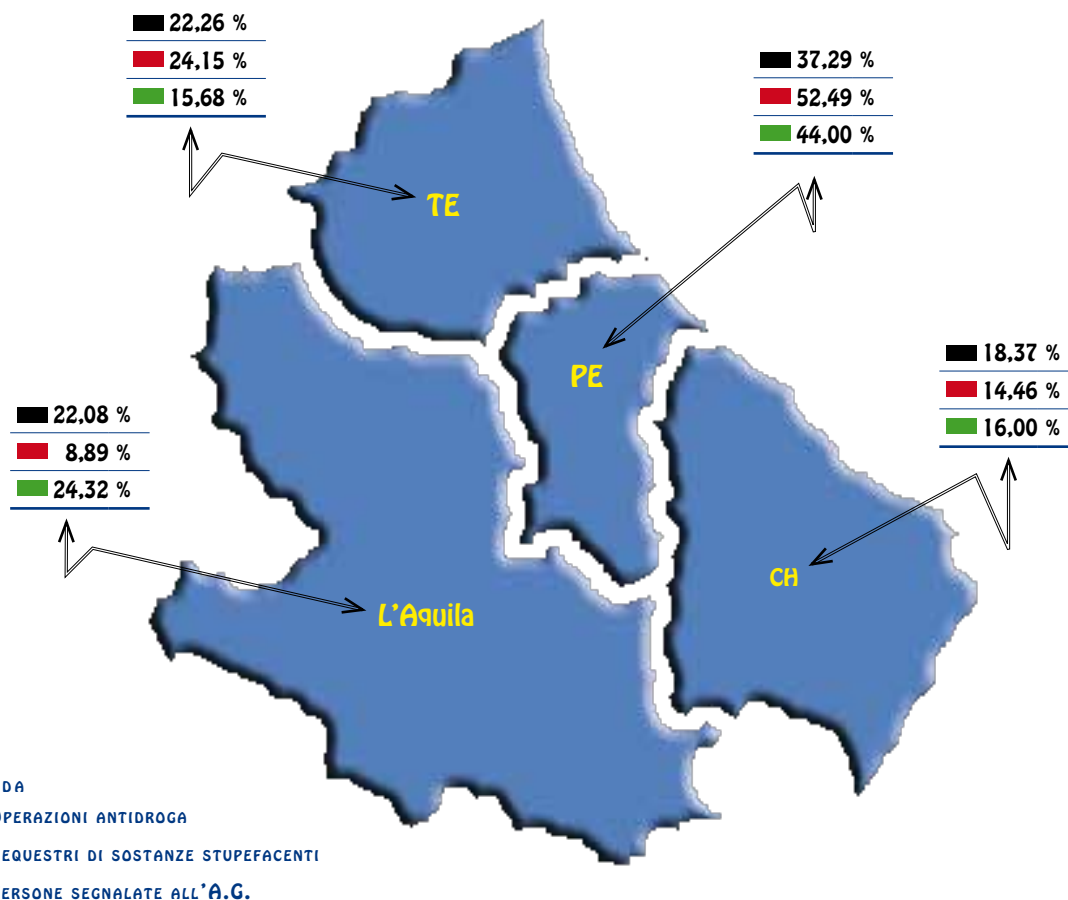 22,26 %
24,15 %
15,68 %
37,29 %
52,49 %
44,00 %
TE
PE
18,37 %
14,46 %
16,00 %
22,08 %
8,89 %
24,32 %
CH
L'Aquila
DA
PERAZIONI ANTIDROGA
EQUESTRI DI SOSTANZE STUPEFACENTI
ERSONE SEGNALATE ALL'A.G.